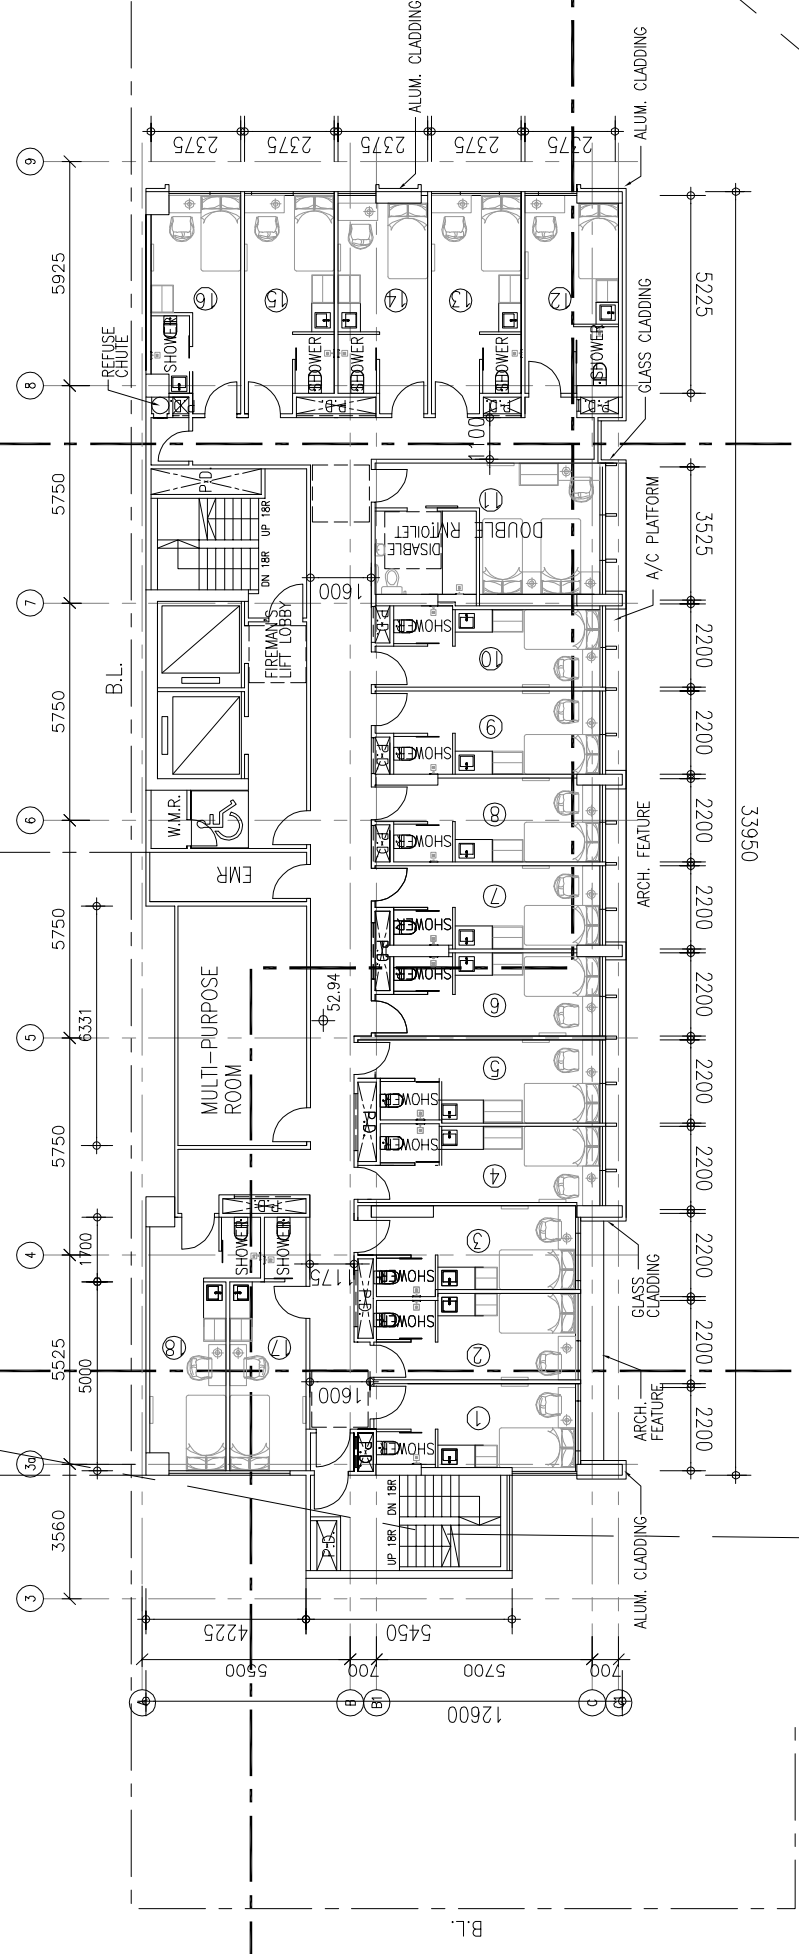 ALUM. CLADDING
ALUM. CLADDING
9
2375
2375
2375
2375
2375
5925
16
15
14
13
12
5225
REFUSE
CHUTE
SHOWER
SHOWER
SHOWER
SHOWER
SHOWER
GLASS CLADDING
8
P.D.
P.D.
P.D.
1100
5750
P.D.
UP 18R
DN 18R
11
DOUBLE RM
DISABLE
TOILET
3525
A/C PLATFORM
1600
7
FIREMAN'S
LIFT LOBBY
B.L.
P.D.
SHOWER
10
2200
5750
P.D.
SHOWER
9
2200
W.M.R.
6
P.D.
SHOWER
8
2200
ARCH. FEATURE
33950
EMR
5750
SHOWER
7
2200
P.D.
SHOWER
6
2200
6331
MULTI-PURPOSE
ROOM
52.94
5
5
2200
SHOWER
P.D.
SHOWER
4
2200
5750
P.D.
1700
4
SHOWER
SHOWER
1175
3
SHOWER
P.D.
SHOWER
2200
GLASS
CLADDING
5525
5000
18
17
2
2200
1600
ARCH.
FEATURE
1
P.D.
SHOWER
2200
3a
3560
P.D.
UP 18R
DN 18R
ALUM. CLADDING
3
4225
5450
5500
700
5700
700
A
B
B1
C
C1
12600
B.L.